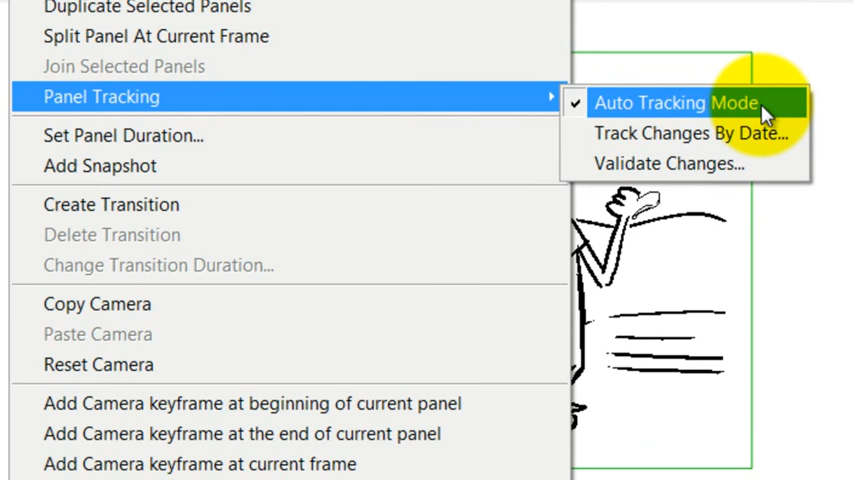 Duplicate Selected Panels
Split Panel At Current Frame
Join Selected Panels
Panel Tracking
Auto Tracking Mode
Track Changes By Date...
Validate Changes...
Set Panel Duration...
Add Snapshot
Create Transition
Delete Transition
Change Transition Duration...
Copy Camera
Paste Camera
Reset Camera
Add Camera keyframe at beginning of current panel
Add Camera keyframe at the end of current panel
Add Camera keyframe at current frame